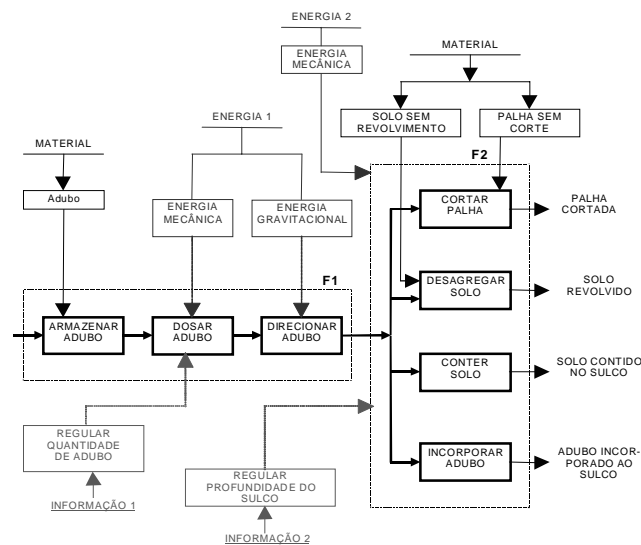 ENERGIA 2
ENERGIA
MECÂNICA
MATERIAL
SOLO SEM
REVOLVIMENTO
PALHA SEM
CORTE
ENERGIA 1
MATERIAL
Adubo
ENERGIA
MECÂNICA
ENERGIA
GRAVITACIONAL
F2
CORTAR
PALHA
PALHA
CORTADA
F1
ARMAZENAR
ADUBO
DOSAR
ADUBO
DIRECIONAR
ADUBO
DESAGREGAR
SOLO
SOLO
REVOLVIDO
CONTER
SOLO
SOLO CONTIDO
NO SULCO
REGULAR
QUANTIDADE
DE ADUBO
INFORMAÇÃO 1
REGULAR
PROFUNDIDADE DO
SULCO
INFORMAÇÃO 2
INCORPORAR
ADUBO
ADUBO INCOR-
PORADO AO
SULCO